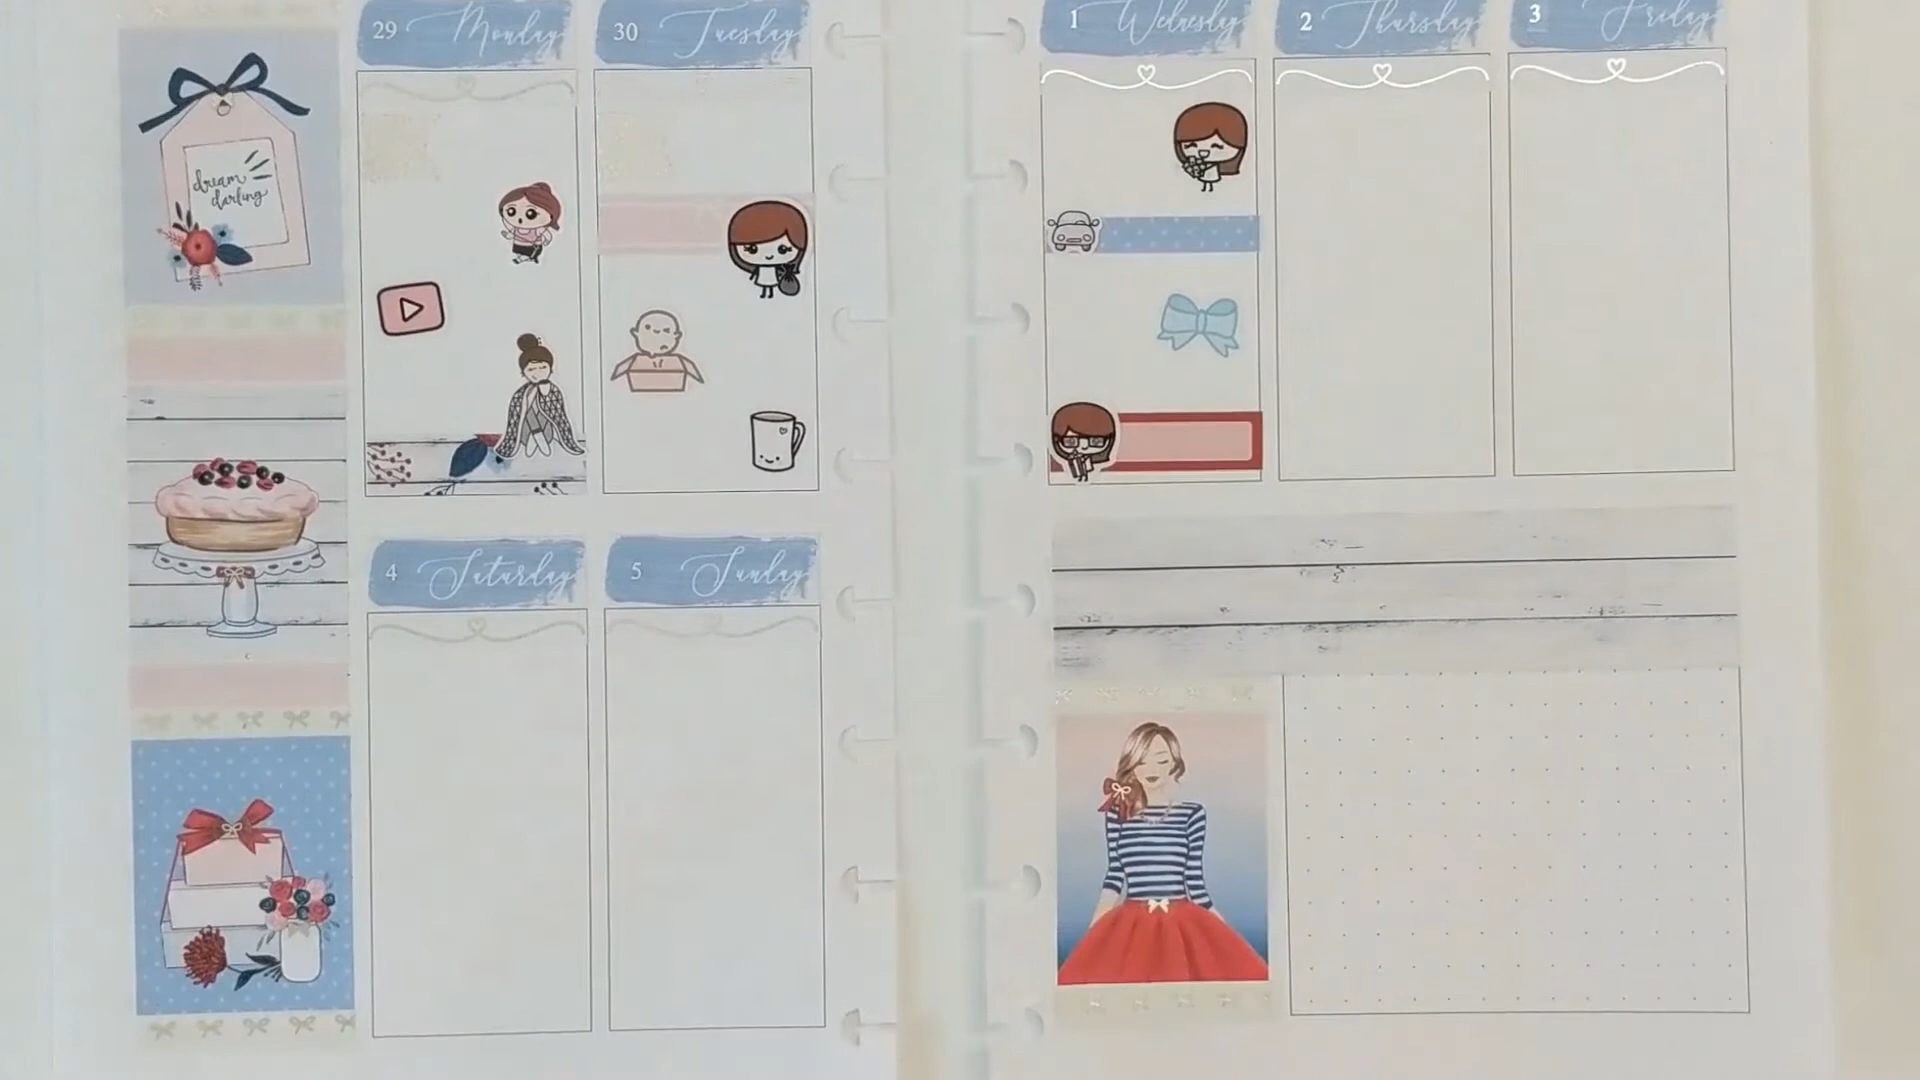 29 Monday
30 Tuesday
1 Wednesday
2 Thursday
3 Friday
dream
darling
4 Saturday
5 Sunday